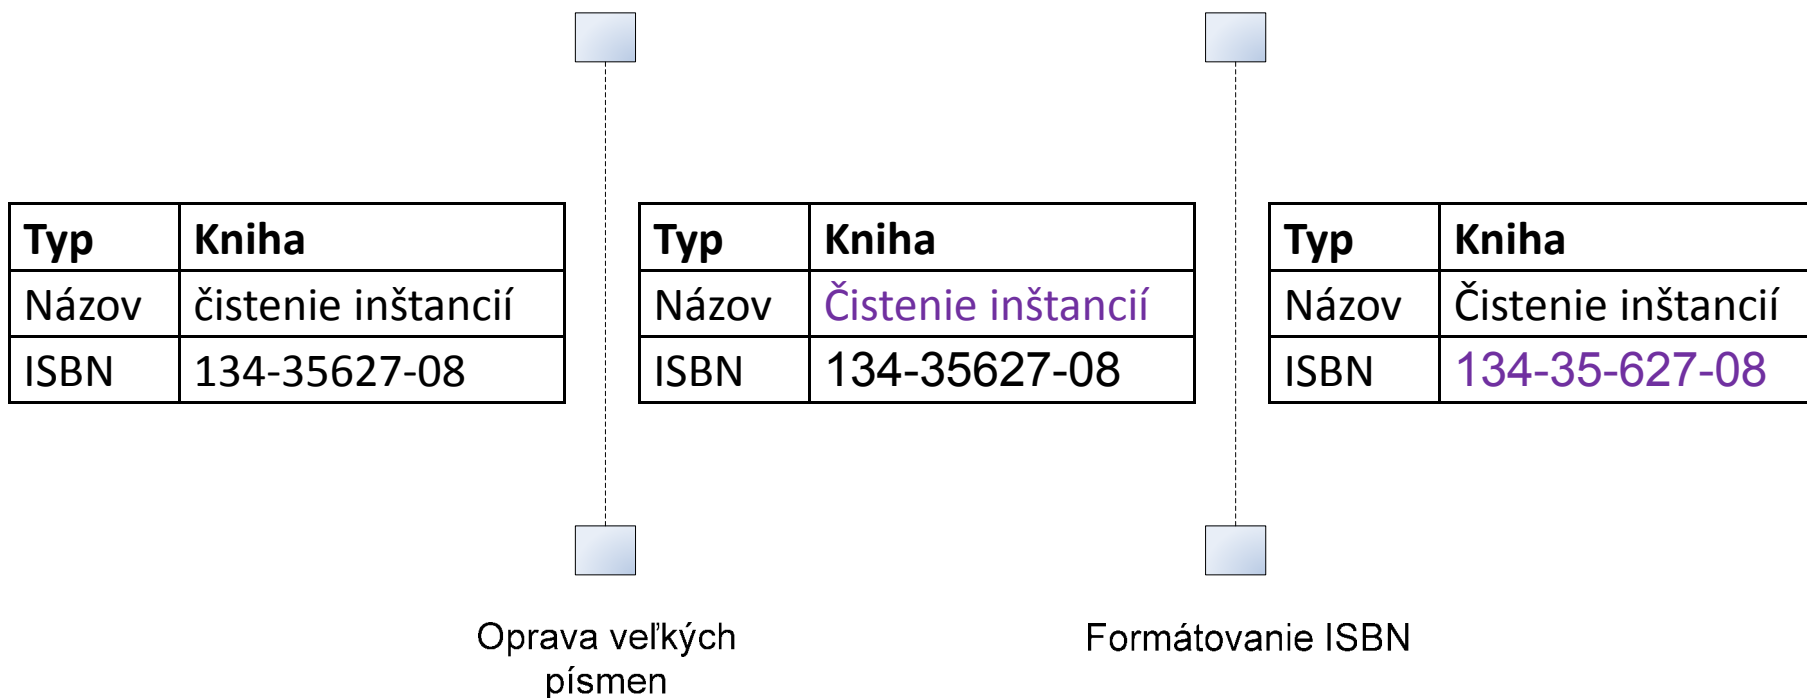 Typ Kniha
Názov čistenie inštancií
ISBN 134-35627-08
Typ Kniha
Názov Čistenie inštancií
ISBN 134-35627-08
Typ Kniha
Názov Čistenie inštancií
ISBN 134-35-627-08
Oprava veľkých
písmen
Formátovanie ISBN